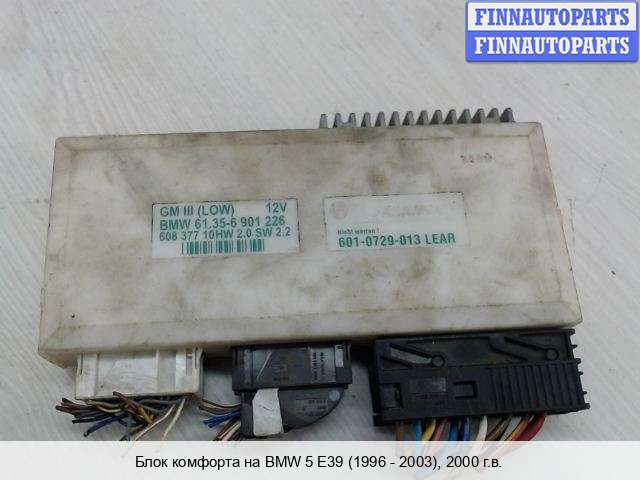 FINNAUTOPARTS
FINNAUTOPARTS
GM III (LOW) 12V
BMW 61.35-6 901 226
608 377 10HW 2.0 SW 2.2
601-0729-013 LEAR
Блок комфорта на BMW 5 E39 (1996 - 2003), 2000 г.в.